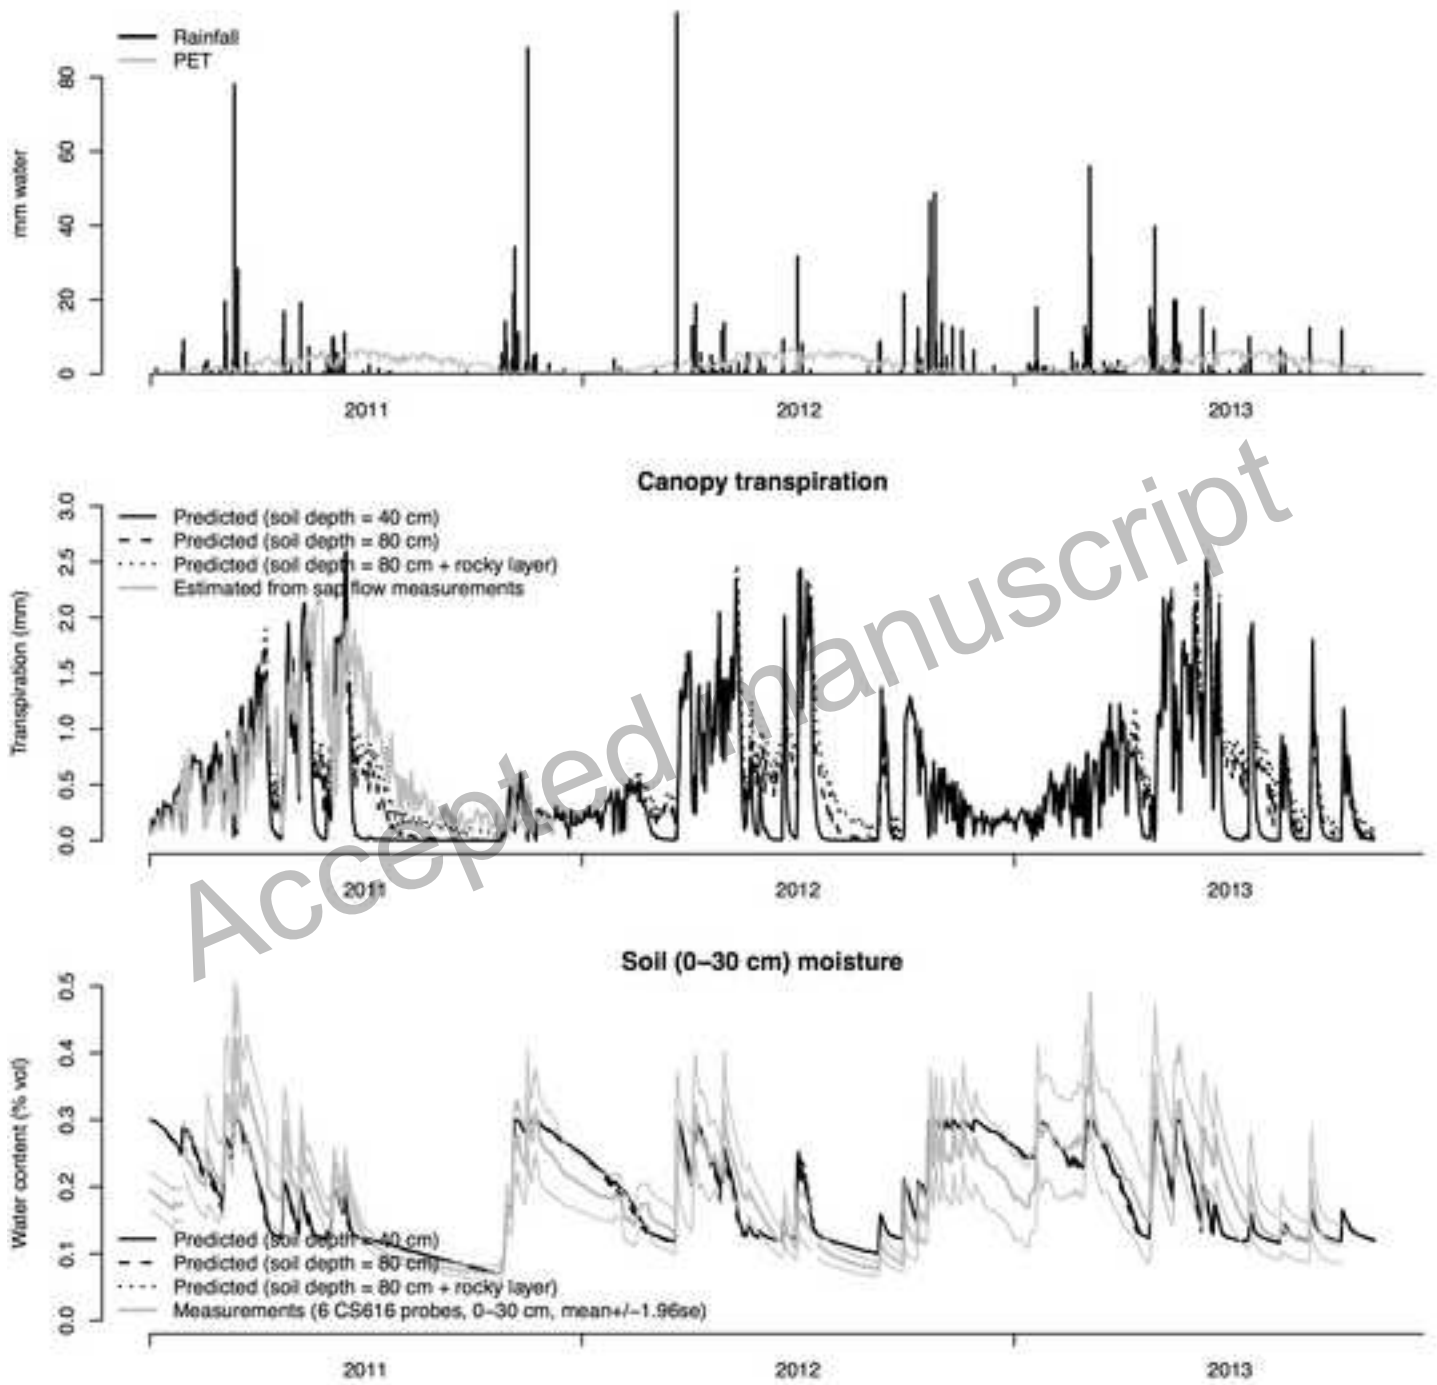 Rainfall
PET
mm water
80
60
40
20
0
2011
2012
2013
Canopy transpiration
Predicted (soil depth = 40 cm)
Predicted (soil depth = 80 cm)
Predicted (soil depth = 80 cm + rocky layer)
Estimated from sap flow measurements
Transpiration (mm)
3.0
2.5
2.0
1.5
1.0
0.5
0.0
2011
2012
2013
Accepted manuscript
Soil (0–30 cm) moisture
Water content (% vol)
0.5
0.4
0.3
0.2
0.1
0.0
Predicted (soil depth = 40 cm)
Predicted (soil depth = 80 cm)
Predicted (soil depth = 80 cm + rocky layer)
Measurements (6 CS616 probes, 0–30 cm, mean+/−1.96se)
2011
2012
2013